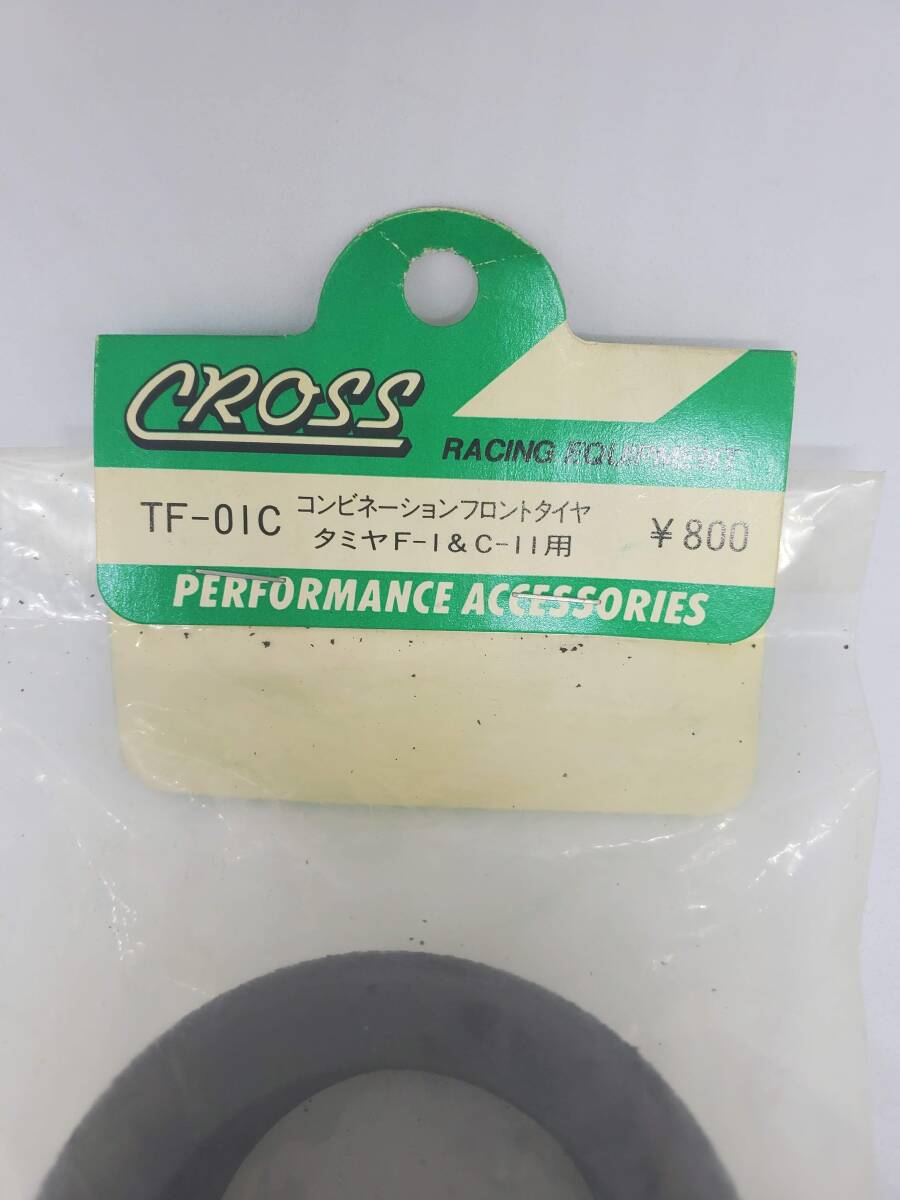 CROSS
RACING EQUIPMENT
TF-01C コンビネーションフロントタイヤ
タミヤF-1&C-11用 ¥800
PERFORMANCE ACCESSORIES